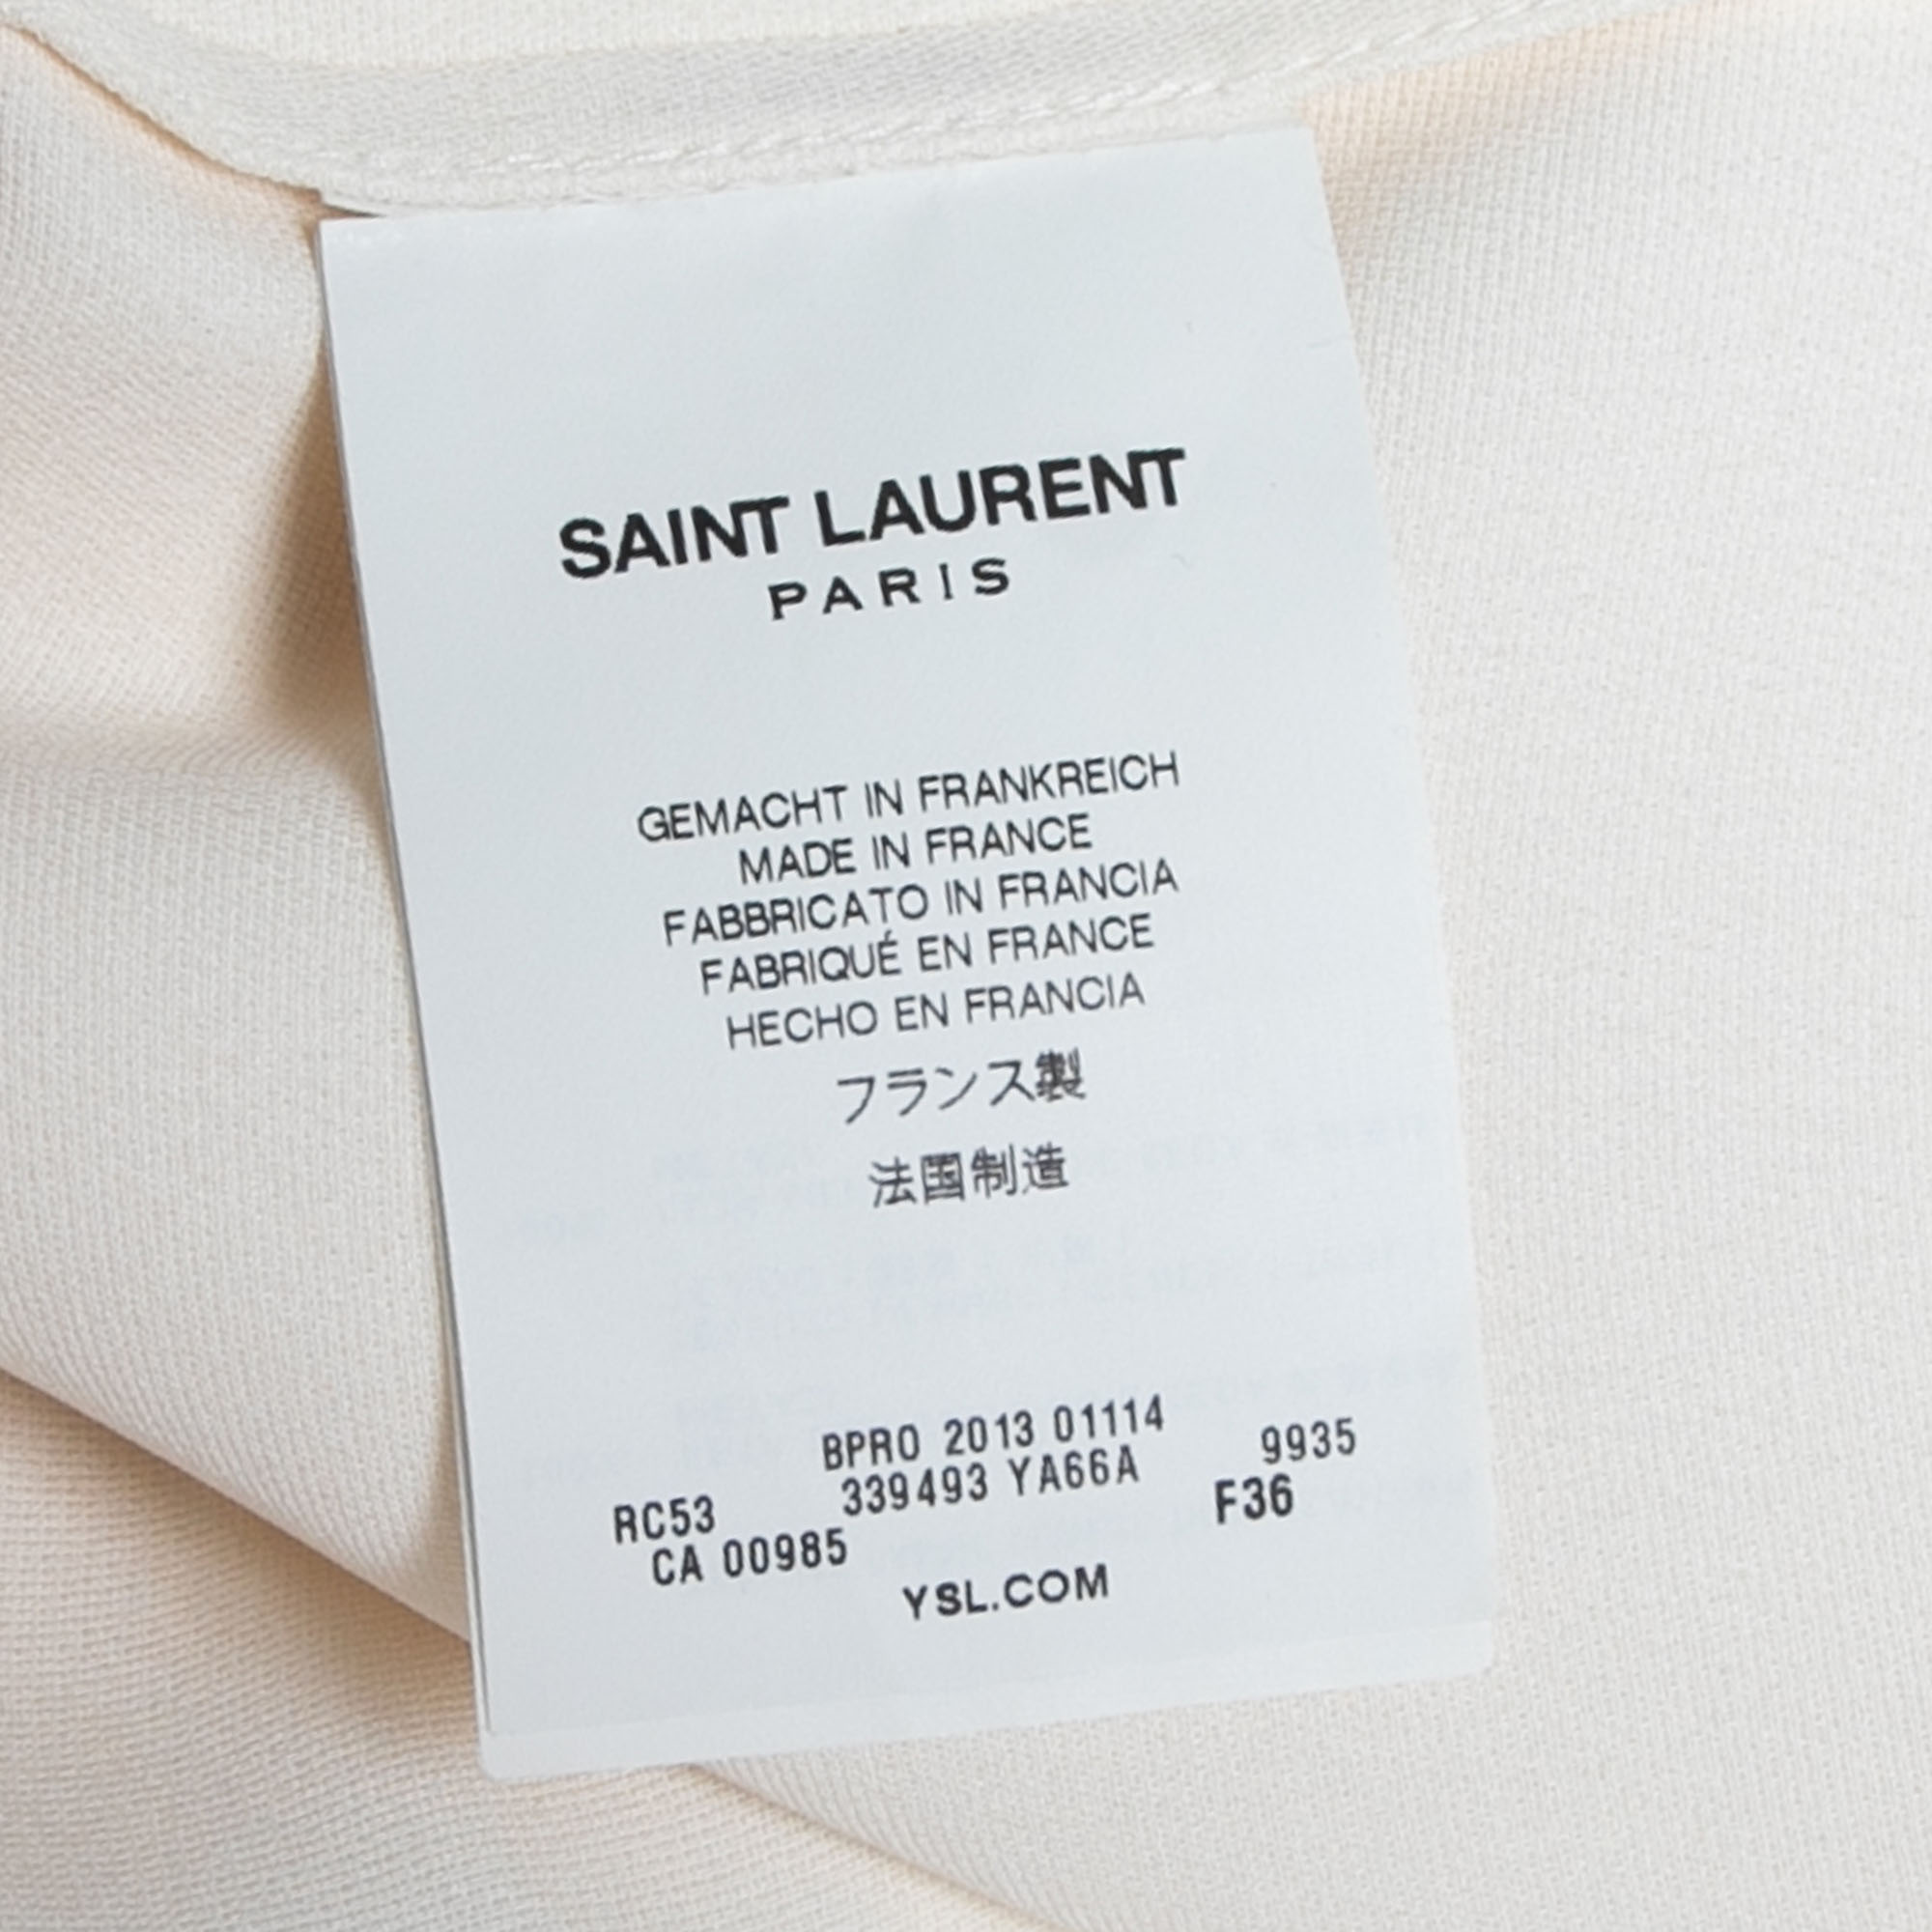 SAINT LAURENT
PARIS
GEMACHT IN FRANKREICH
MADE IN FRANCE
FABBRICATO IN FRANCIA
FABRIQUÉ EN FRANCE
HECHO EN FRANCIA
フランス製
法国制造
BPRO 2013 01114
339493 YA66A 9935
RC53 F36
CA 00985
YSL.COM